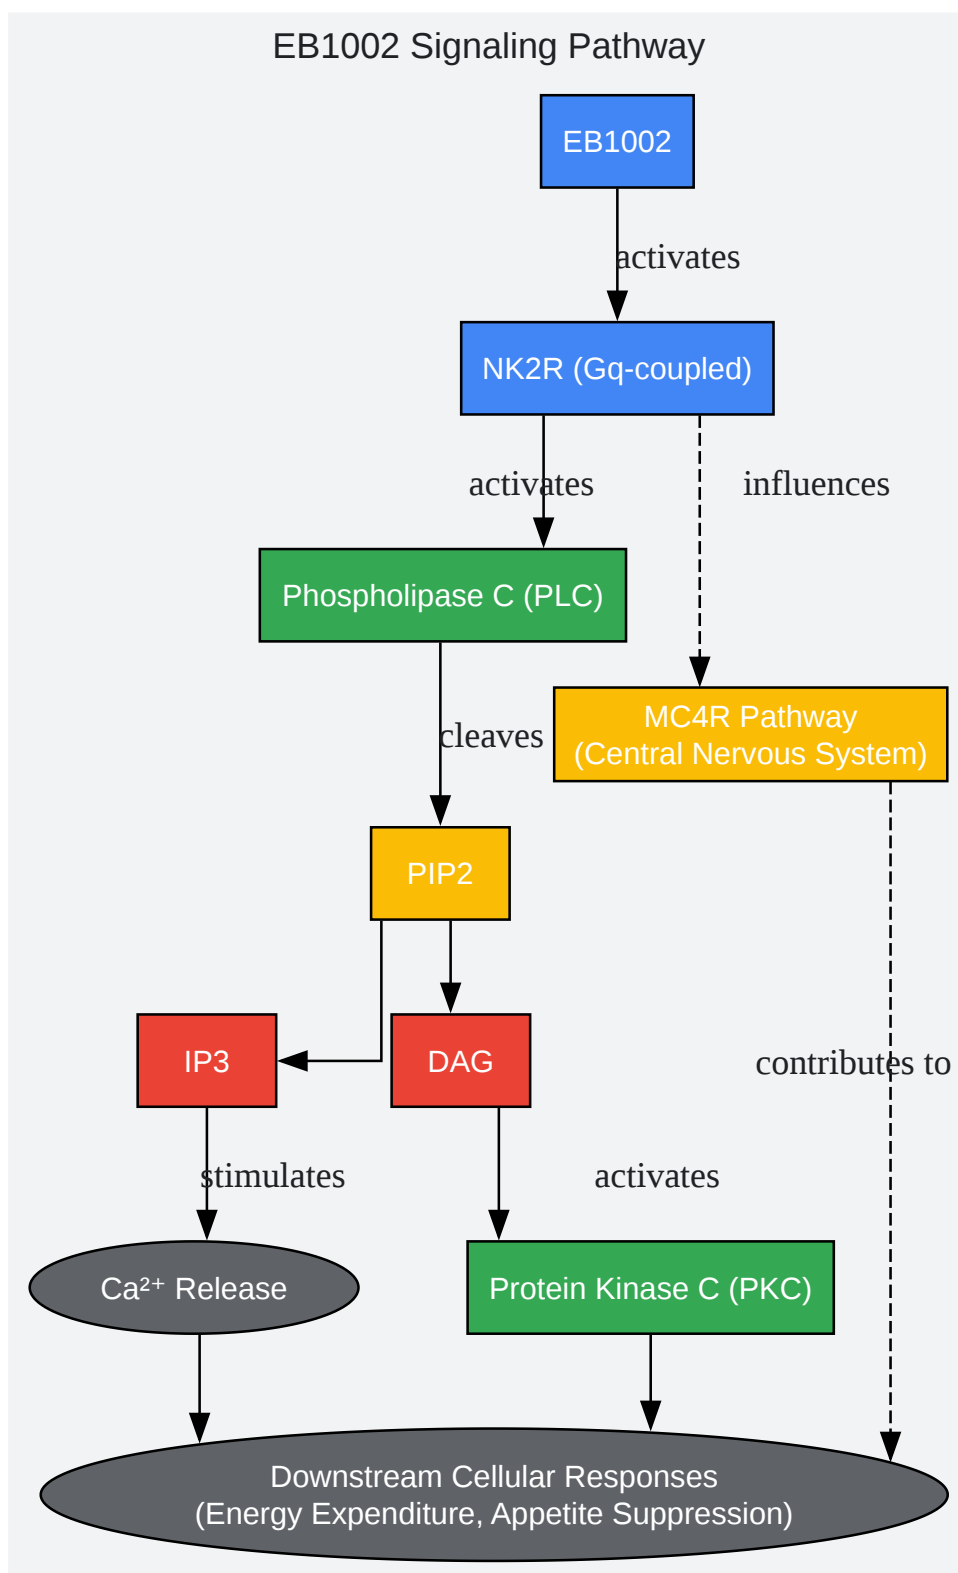 EB1002 Signaling Pathway
EB1002
activates
NK2R (Gq-coupled)
activates
influences
Phospholipase C (PLC)
MC4R Pathway
(Central Nervous System)
cleaves
PIP2
IP3
DAG
contributes to
stimulates
activates
Ca²⁺ Release
Protein Kinase C (PKC)
Downstream Cellular Responses
(Energy Expenditure, Appetite Suppression)